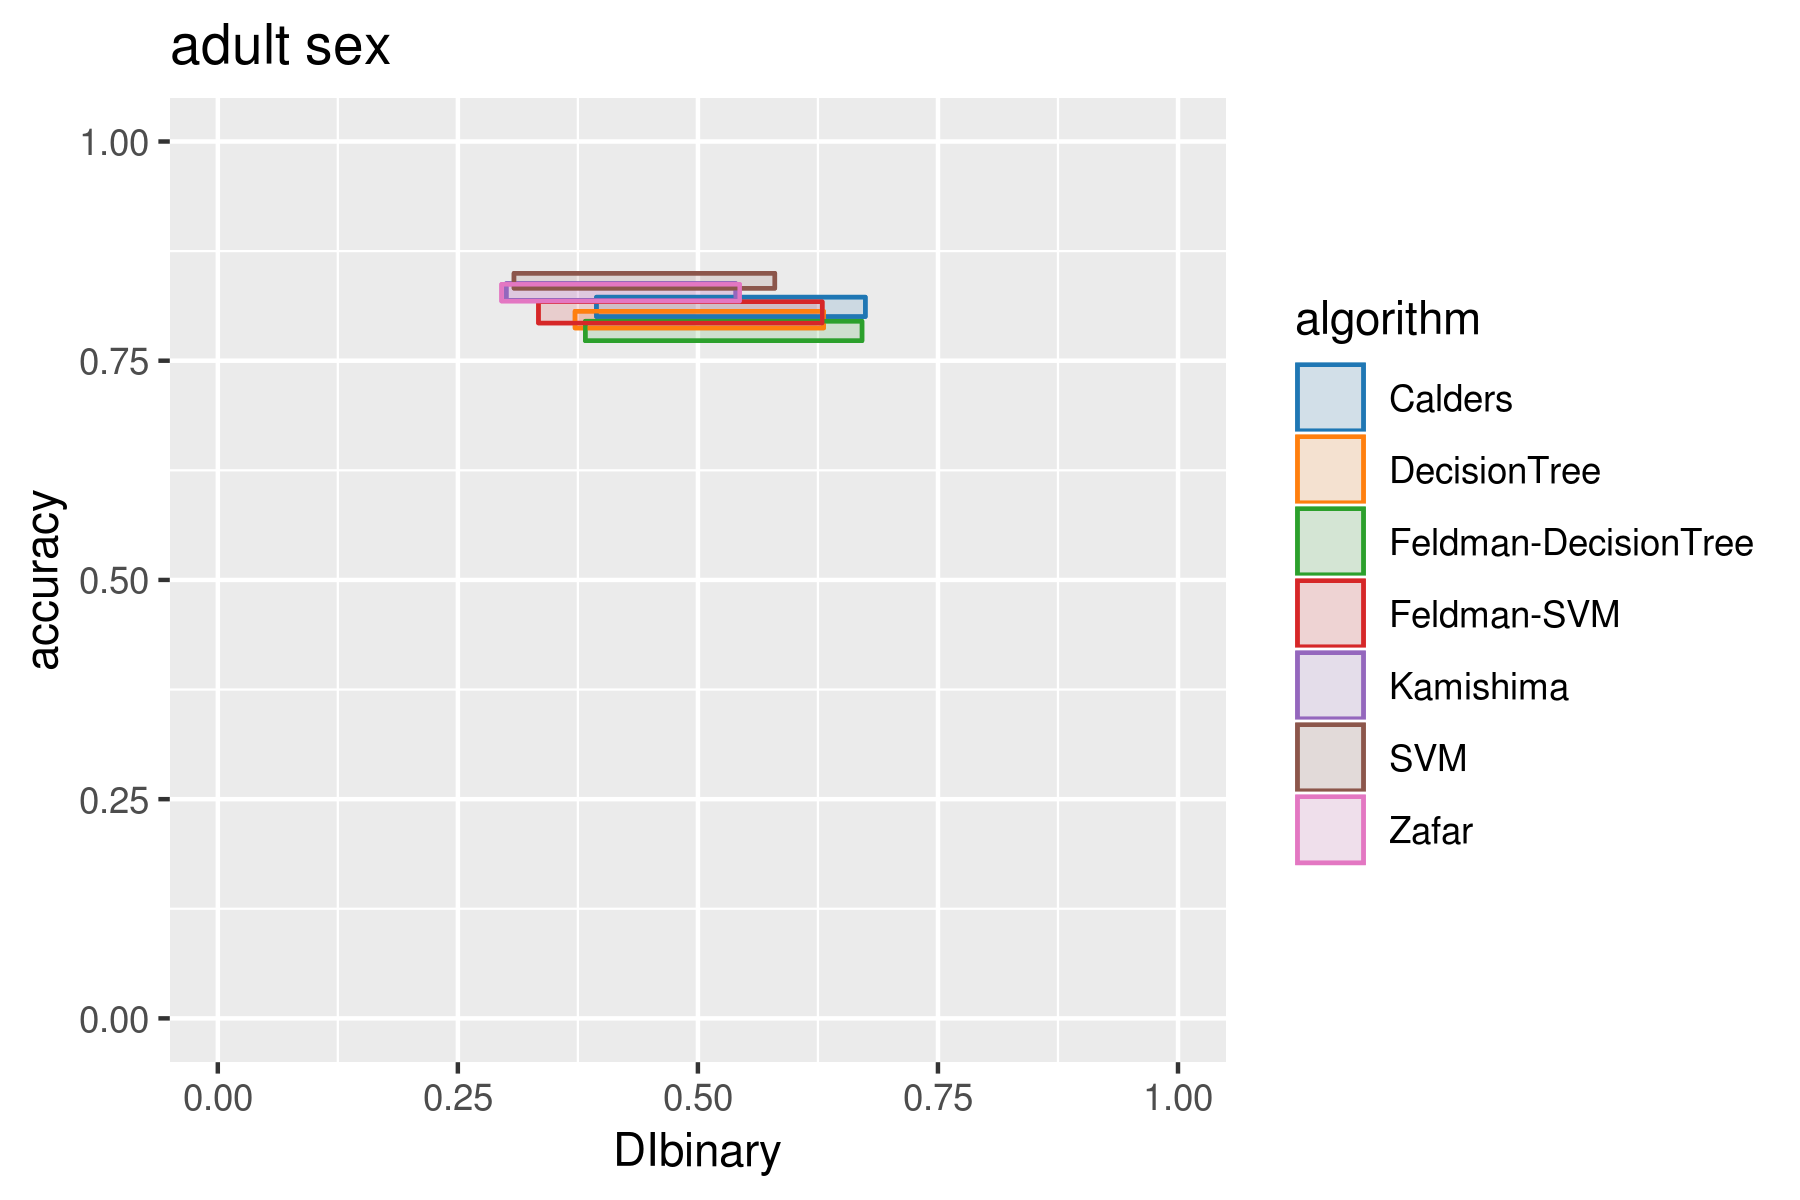 adult sex
1.00
0.75
0.50
0.25
0.00
accuracy
0.00 0.25 0.50 0.75 1.00
DIbinary
algorithm
Calders
DecisionTree
Feldman-DecisionTree
Feldman-SVM
Kamishima
SVM
Zafar